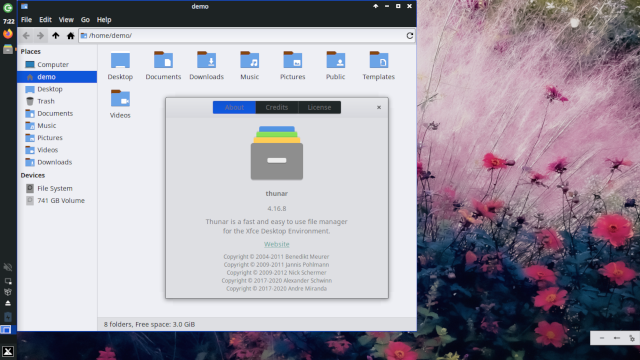 demo
File Edit View Go Help
7:22
/home/demo/
Places
Computer
demo
Desktop
Trash
Documents
Music
Pictures
Videos
Downloads
Devices
File System
741 GB Volume
Desktop Documents Downloads Music Pictures Public Templates
Videos
About Credits License
thunar
4.16.8
Thunar is a fast and easy to use file manager
for the Xfce Desktop Environment.
Website
Copyright © 2004-2011 Benedikt Meurer
Copyright © 2009-2011 Jannis Pohlmann
Copyright © 2009-2012 Nick Schermer
Copyright © 2017-2020 Alexander Schwinn
Copyright © 2017-2020 Andre Miranda
8 folders, Free space: 3.0 GiB